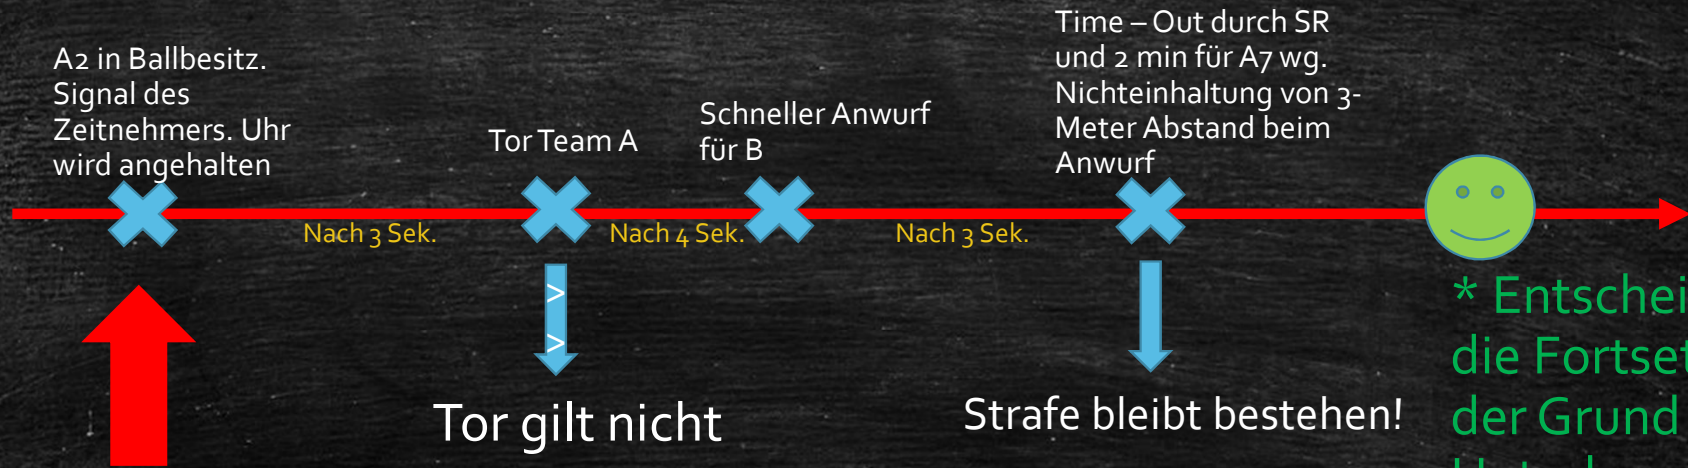 A2 in Ballbesitz.
Signal des
Zeitnehmers. Uhr
wird angehalten
Tor Team A
Schneller Anwurf
für B
Time – Out durch SR
und 2 min für A7 wg.
Nichteinhaltung von 3-
Meter Abstand beim
Anwurf
Nach 3 Sek.
Nach 4 Sek.
Nach 3 Sek.
>
>
Tor gilt nicht
Strafe bleibt bestehen!
* Entschei
die Fortset
der Grund